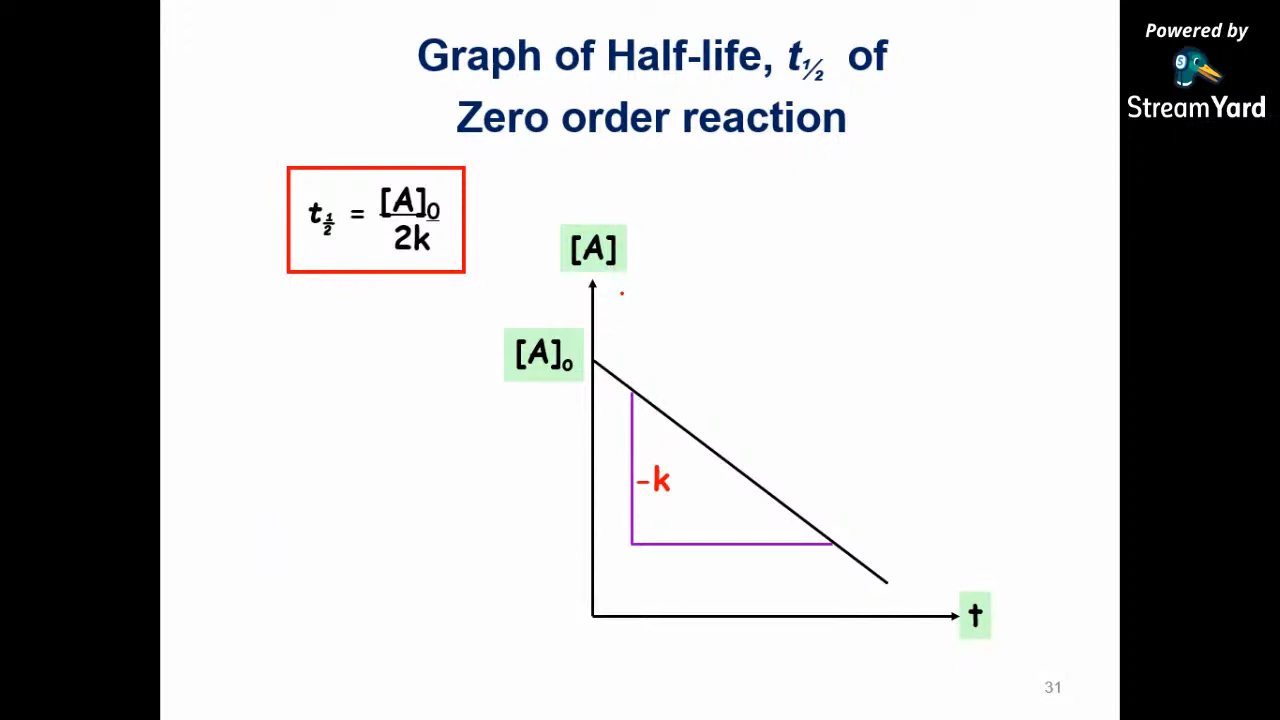 Powered by
StreamYard
Graph of Half-life, t½ of
Zero order reaction
t½ = [A]0
2k
[A]
[A]₀
-k
t
31